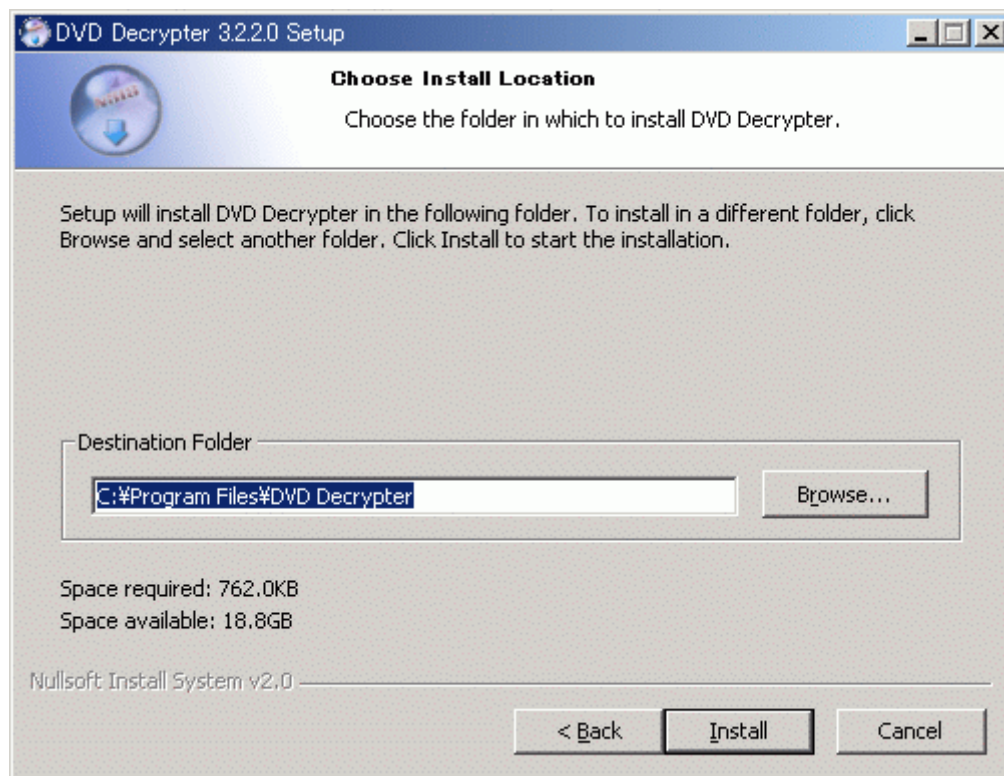 DVD Decrypter 3.2.2.0 Setup
Choose Install Location
Choose the folder in which to install DVD Decrypter.
Setup will install DVD Decrypter in the following folder. To install in a different folder, click
Browse and select another folder. Click Install to start the installation.
Destination Folder
C:¥Program Files¥DVD Decrypter
Browse...
Space required: 762.0KB
Space available: 18.8GB
Nullsoft Install System v2.0
< Back
Install
Cancel